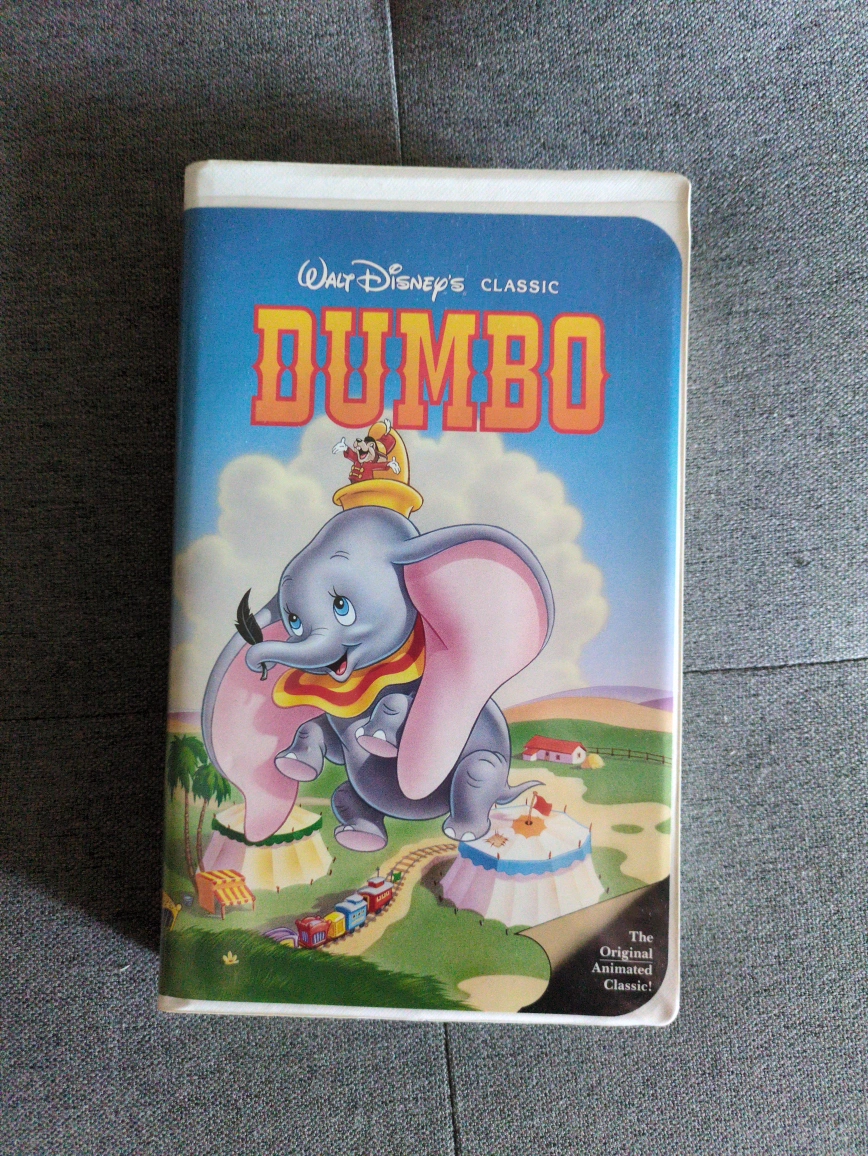 WALT DISNEY'S CLASSIC
DUMBO
The
Original
Animated
Classic!